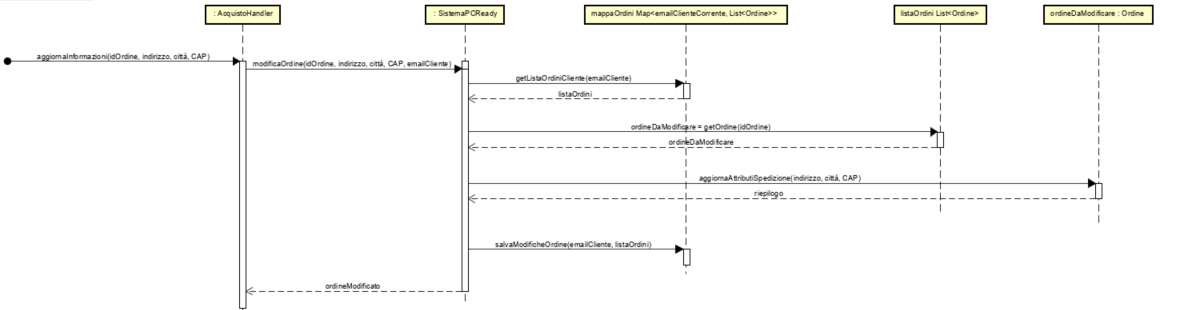 : AcquistoHandler
: SistemaPCReady
mappaOrdini Map<emailClienteCorrente, List<Ordine>>
listaOrdini List<Ordine>
ordineDaModificare : Ordine
aggiornaInformazioni(idOrdine, indirizzo, città, CAP)
modificaOrdine(idOrdine, indirizzo, città, CAP, emailCliente)
getListaOrdiniCliente(emailCliente)
listaOrdini
ordineDaModificare = getOrdine(idOrdine)
ordineDaModificare
aggiornaAttributiSpedizione(indirizzo, città, CAP)
riepilogo
salvaModificheOrdine(emailCliente, listaOrdini)
ordineModificato